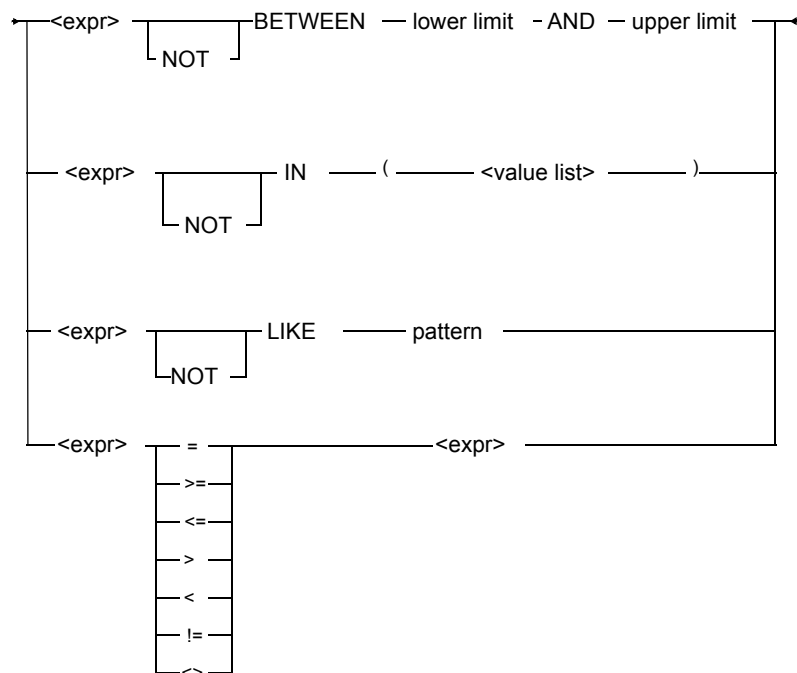 <expr> BETWEEN lower limit AND upper limit
NOT
<expr> IN ( <value list> )
NOT
<expr> LIKE pattern
NOT
<expr> = <expr>
>=
<=
>
<
!=
<>